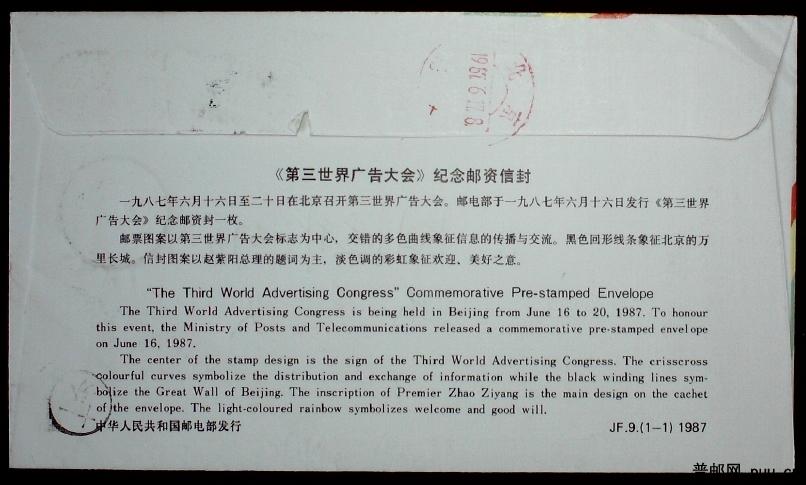 北京
1987.6.17.8
《第三世界广告大会》纪念邮资信封
一九八七年六月十六日至二十日在北京召开第三世界广告大会。邮电部于一九八七年六月十六日发行《第三世界
广告大会》纪念邮资封一枚。
邮票图案以第三世界广告大会标志为中心，交错的多色曲线象征信息的传播与交流。黑色回形线条象征北京的万
里长城。信封图案以赵紫阳总理的题词为主，淡色调的彩虹象征欢迎、美好之意。
"The Third World Advertising Congress" Commemorative Pre-stamped Envelope
The Third World Advertising Congress is being held in Beijing from June 16 to 20, 1987. To honour
this event, the Ministry of Posts and Telecommunications released a commemorative pre-stamped envelope
on June 16, 1987.
The center of the stamp design is the sign of the Third World Advertising Congress. The crisscross
colourful curves symbolize the distribution and exchange of information while the black winding lines sym-
bolize the Great Wall of Beijing. The inscription of Premier Zhao Ziyang is the main design on the cachet
of the envelope. The light-coloured rainbow symbolizes welcome and good will.
中华人民共和国邮电部发行 JF.9.(1-1) 1987
普邮网